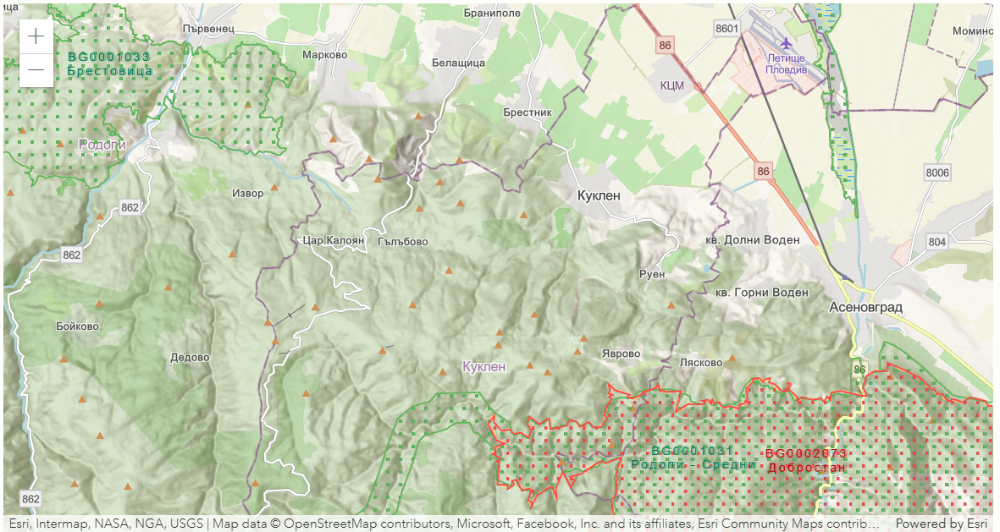 ица
Първенец
Браниполе
8601
86
Моминс
Марково
Белащица
BG0001033
Брестовица
Летище
Пловдив
КЦМ
Брестник
Родопи
86
8006
Извор
Куклен
862
Цар Калоян
Гълъбово
кв. Долни Воден
804
862
Руен
кв. Горни Воден
Асеновград
Бойково
Дедово
Яврово
Лясково
Куклен
86
BG0001031
Родопи - Средни
BG0002073
Добростан
862
Esri, Intermap, NASA, NGA, USGS | Map data © OpenStreetMap contributors, Microsoft, Facebook, Inc. and its affiliates, Esri Community Maps contrib...
Powered by Esri